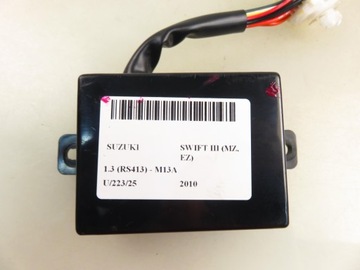 SUZUKI SWIFT III (MZ,
EZ)
1.3 (RS413) - M13A
U/223/25 2010